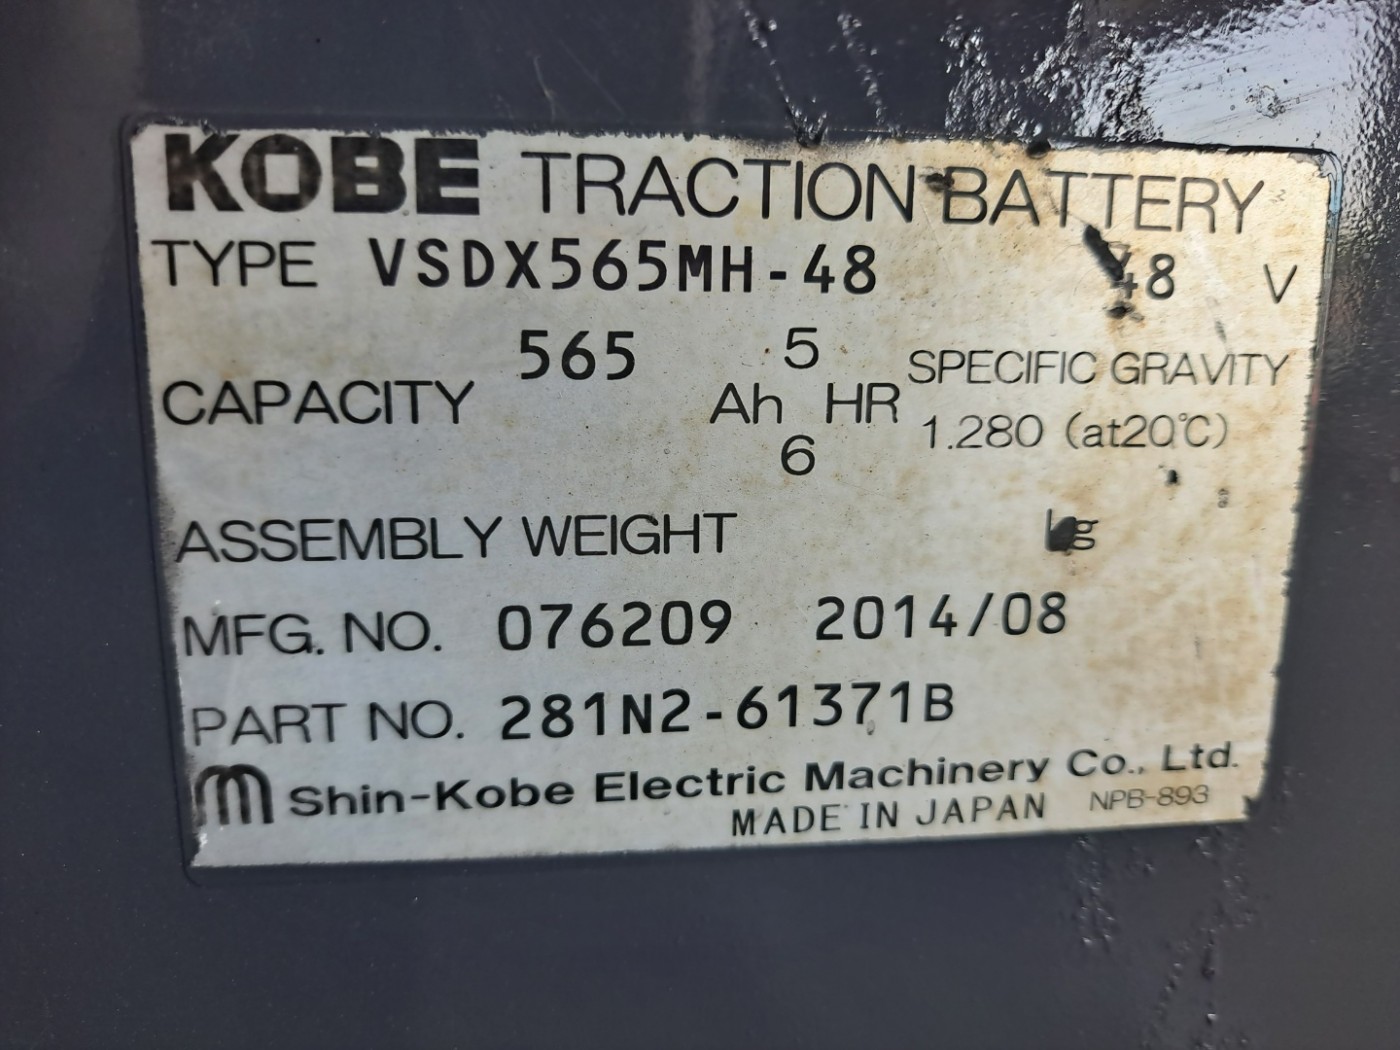 KOBE TRACTION BATTERY
TYPE VSDX565MH-48 48 V
565 5 SPECIFIC GRAVITY
CAPACITY Ah HR 1.280 (at20℃)
6
ASSEMBLY WEIGHT kg
MFG. NO. 076209 2014/08
PART NO. 281N2-61371B
Shin-Kobe Electric Machinery Co., Ltd.
MADE IN JAPAN NPB-893